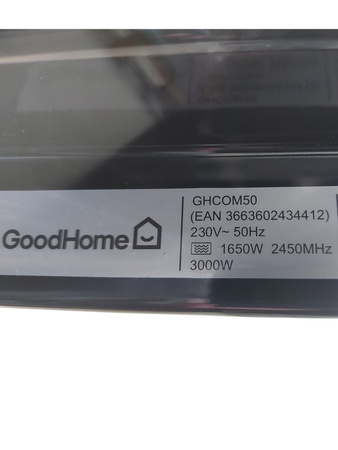 GoodHome
GHCOM50
(EAN 3663602434412)
230V~ 50Hz
1650W 2450MHz
3000W